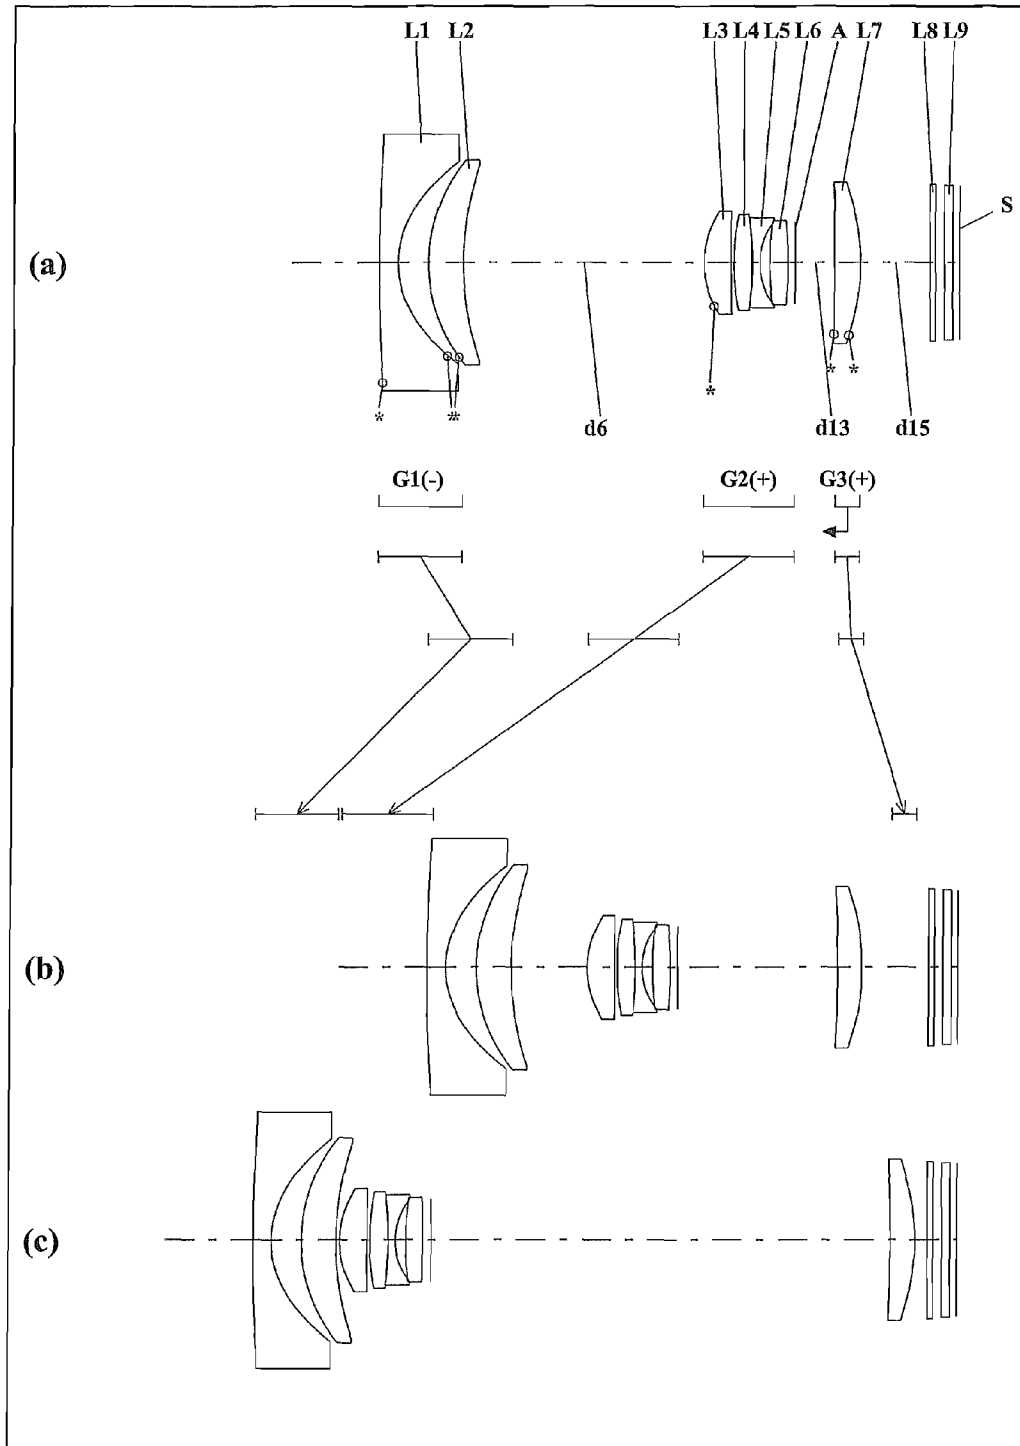 L1 L2 L3 L4 L5 L6 A L7 L8 L9
S
(a)
* ** * * *
d6 d13 d15
G1(-) G2(+) G3(+)
(b)
(c)